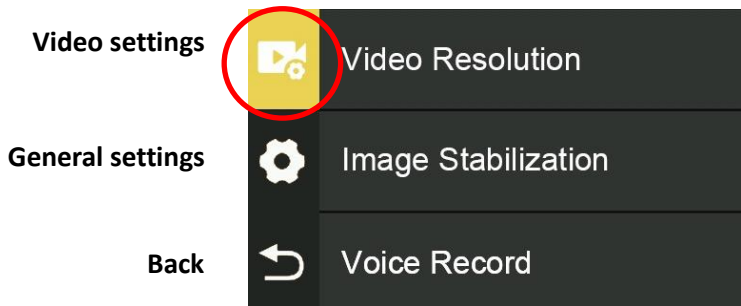 Video settings
Video Resolution
General settings
Image Stabilization
Back
Voice Record